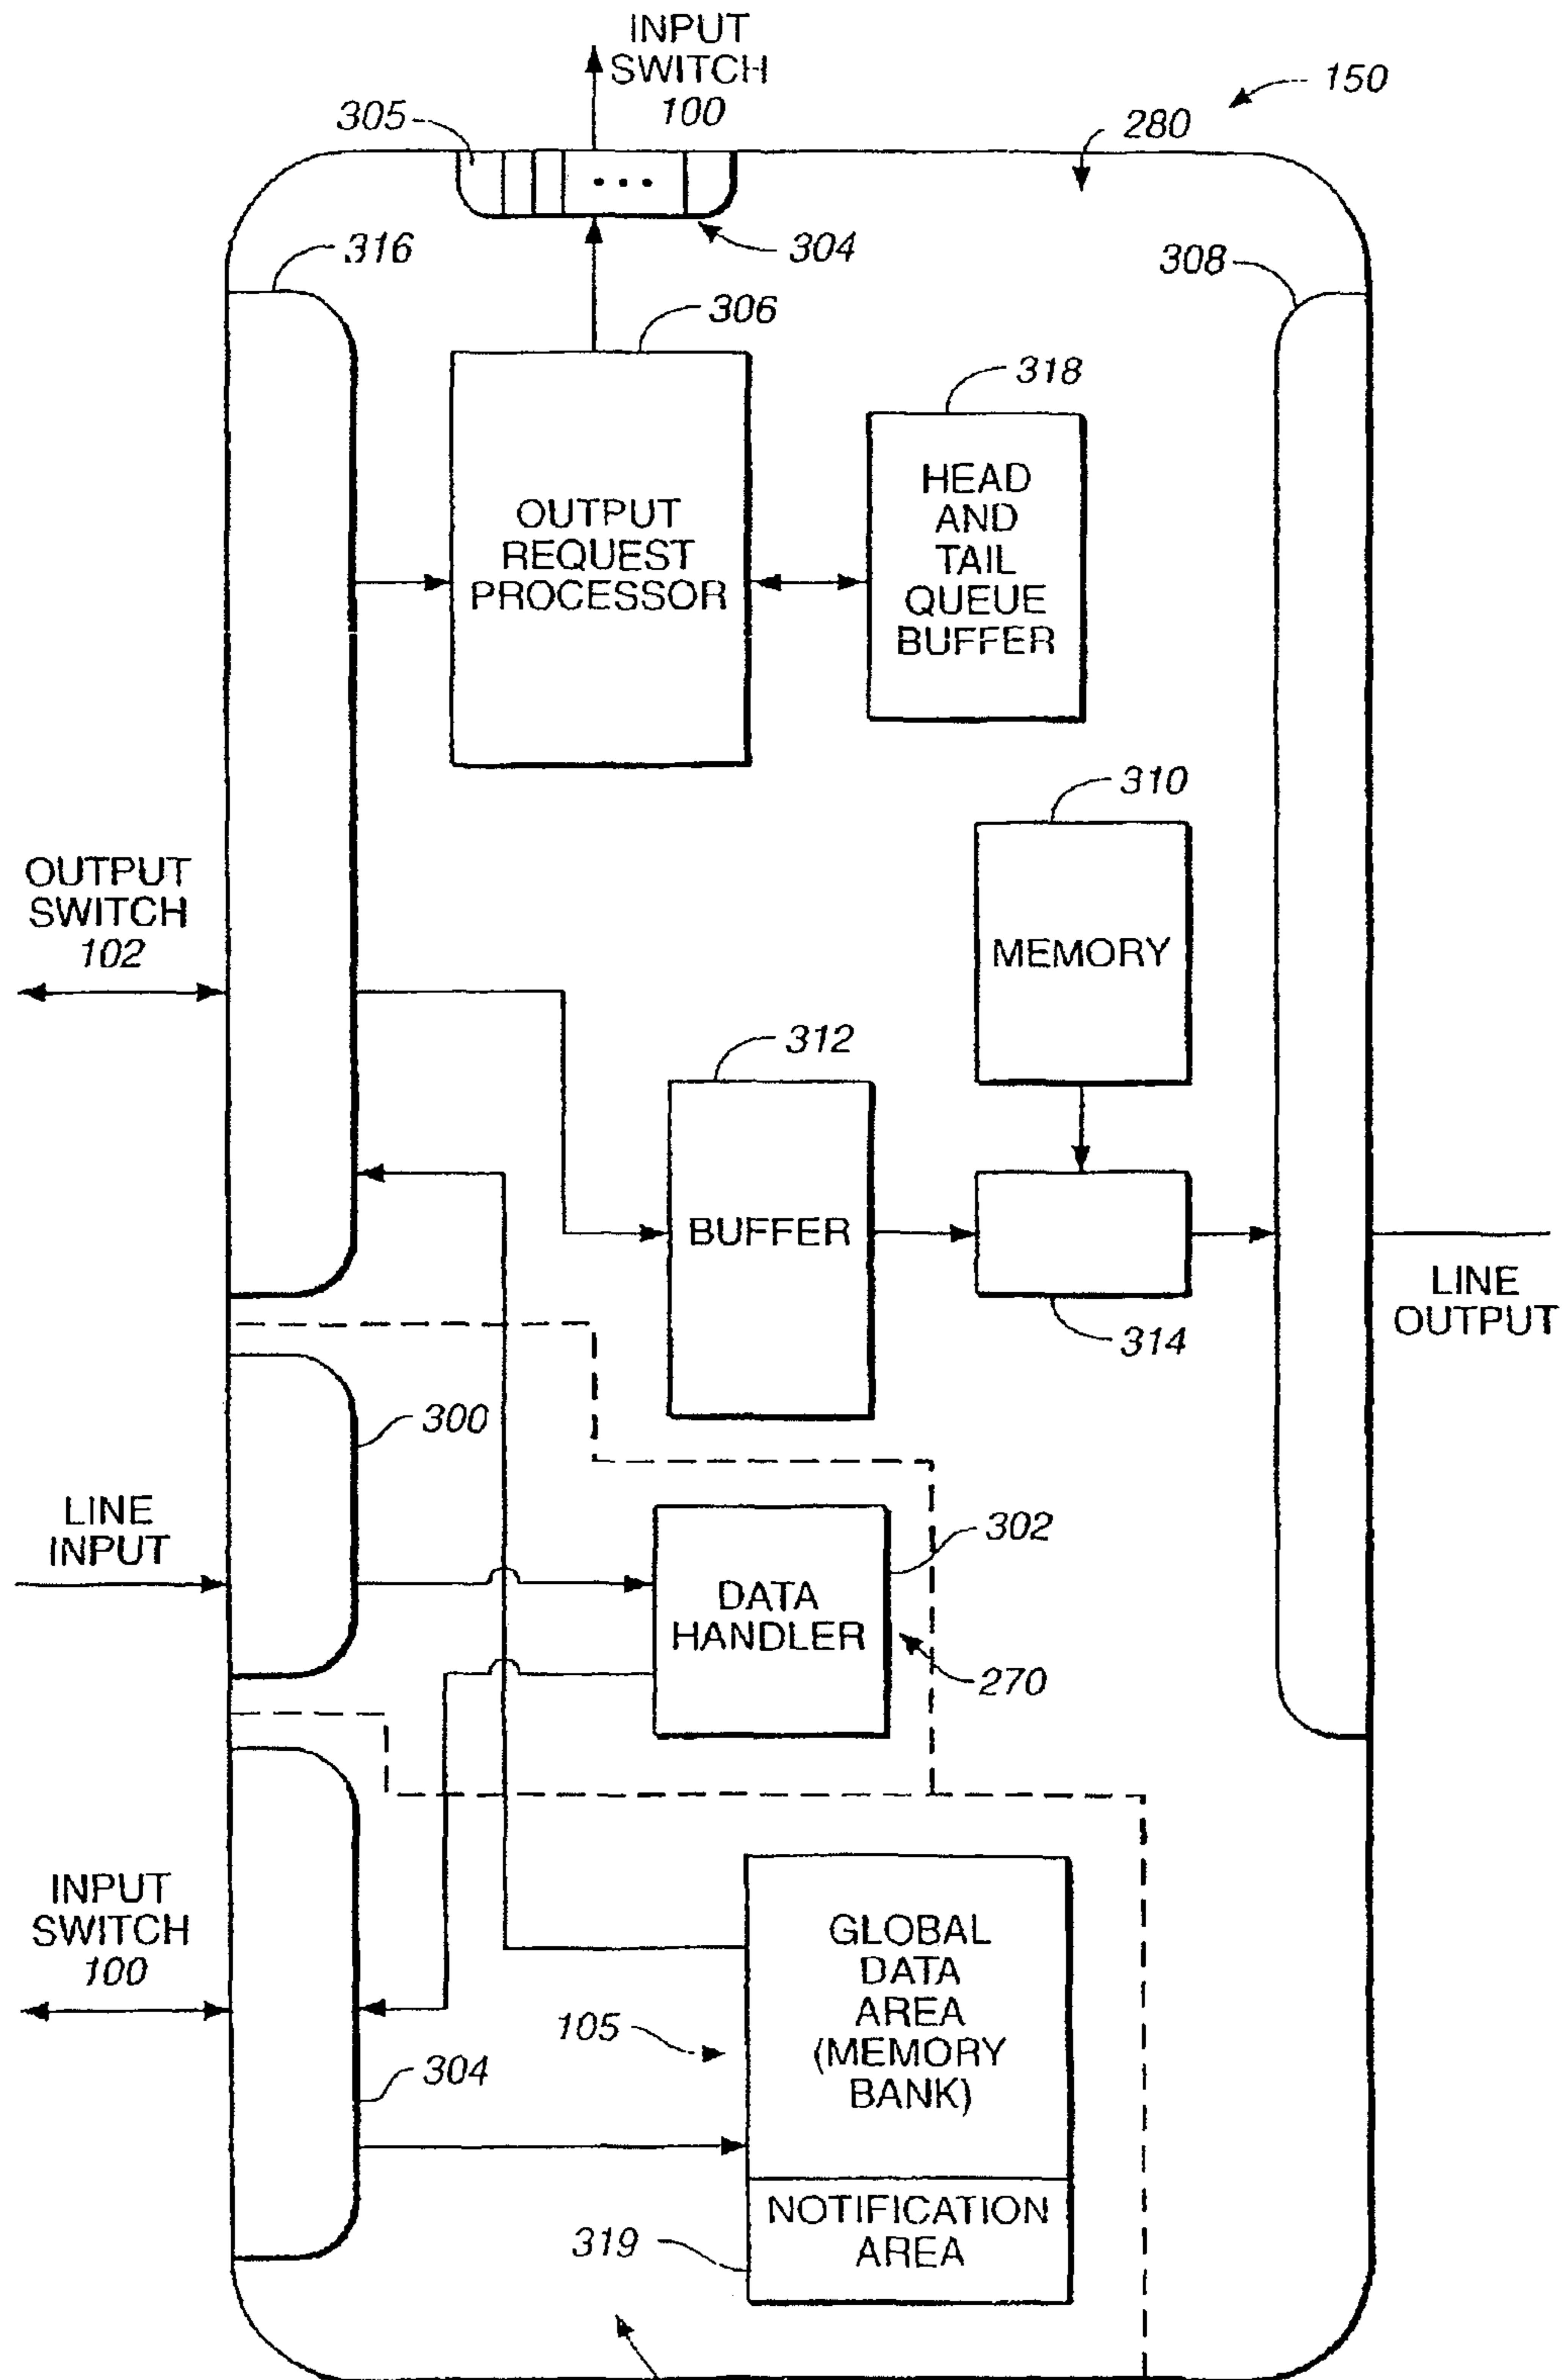 INPUT
SWITCH
100
150
305
280
304
316
308
306
318
OUTPUT
REQUEST
PROCESSOR
HEAD
AND
TAIL
QUEUE
BUFFER
310
OUTPUT
SWITCH
102
MEMORY
312
BUFFER
LINE
OUTPUT
314
300
LINE
INPUT
302
DATA
HANDLER
270
INPUT
SWITCH
100
GLOBAL
DATA
AREA
(MEMORY
BANK)
105
304
NOTIFICATION
AREA
319